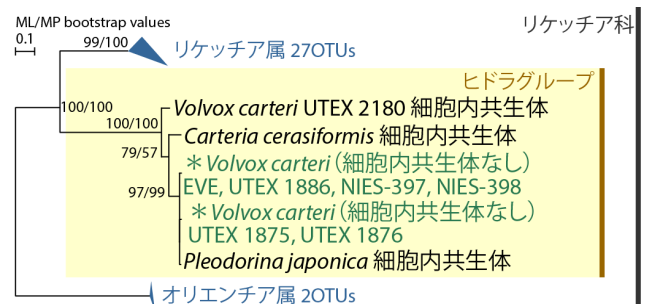 ML/MP bootstrap values
リケッチア科
0.1
99/100
リケッチア属 27OTUs
ヒドラグループ
100/100
Volvox carteri UTEX 2180 細胞内共生体
100/100
Carteria cerasiformis 細胞内共生体
79/57
＊Volvox carteri（細胞内共生体なし）
97/99
EVE, UTEX 1886, NIES-397, NIES-398
＊Volvox carteri（細胞内共生体なし）
UTEX 1875, UTEX 1876
Pleodorina japonica 細胞内共生体
オリエンチア属 2OTUs